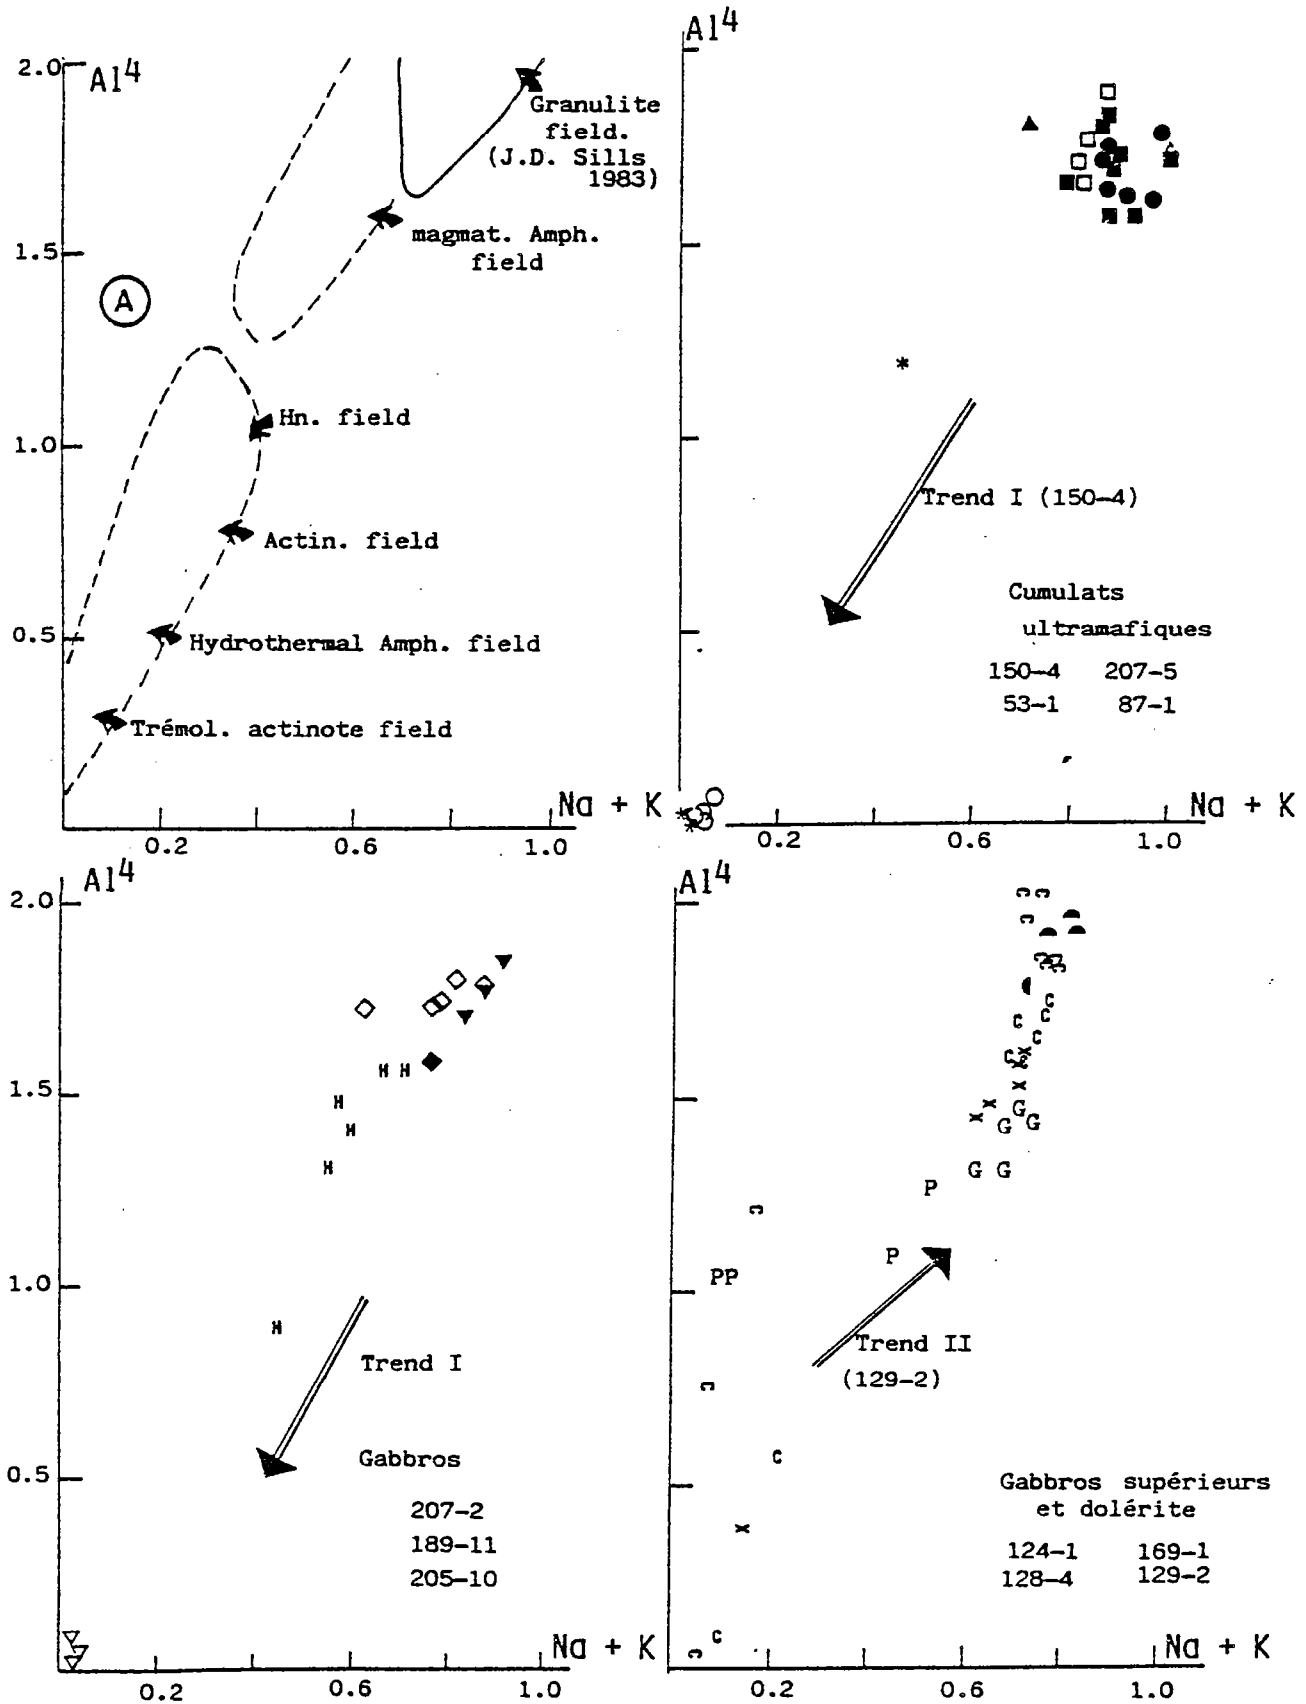 Al4
2.0
Granulite
field.
(J.D. Sills
1983)
magmat. Amph.
field
1.5
A
Hn. field
1.0
Actin. field
0.5
Hydrothermal Amph. field
Trémol. actinote field
Na + K
0.2
0.6
1.0
Al4
*
Trend I (150-4)
Cumulats
ultramafiques
150-4 207-5
53-1 87-1
Na + K
0.2
0.6
1.0
Al4
2.0
1.5
H H
H
H
H
1.0
H
Trend I
Gabbros
0.5
207-2
189-11
205-10
Na + K
0.2
0.6
1.0
Al4
G G
G G G
P
P
PP
Trend II
(129-2)
C
x
Gabbros supérieurs
et dolérite
124-1 169-1
128-4 129-2
C
Na + K
0.2
0.6
1.0